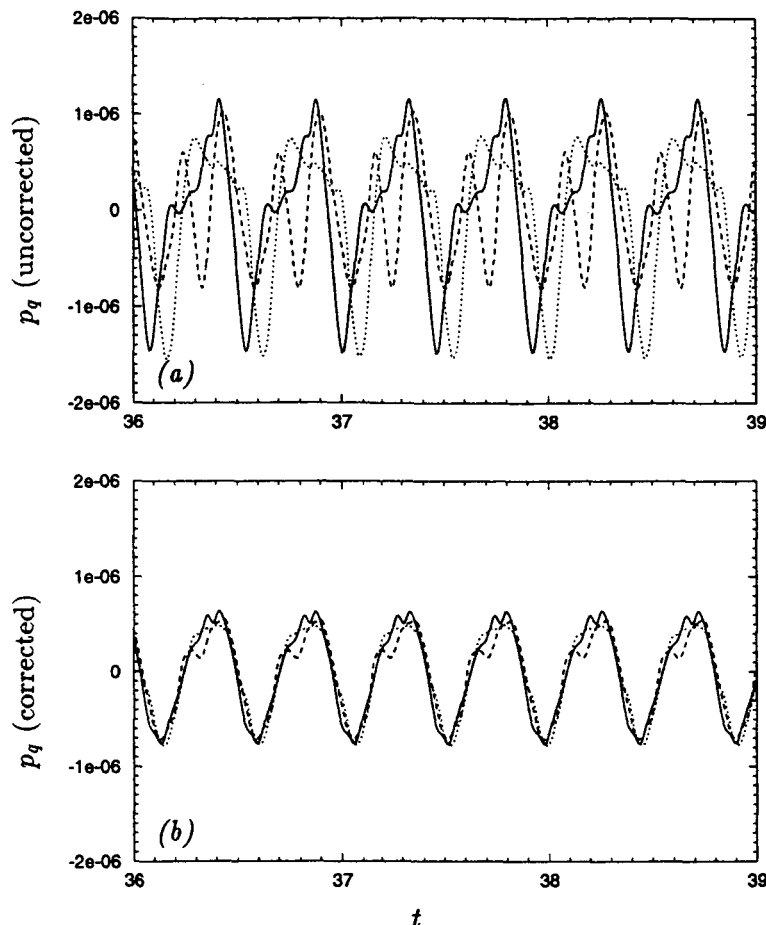 2e-06
1e-06
0
-1e-06
-2e-06
p_q (uncorrected)
(a)
36
37
38
39
2e-06
1e-06
0
-1e-06
-2e-06
p_q (corrected)
(b)
36
37
38
39
t